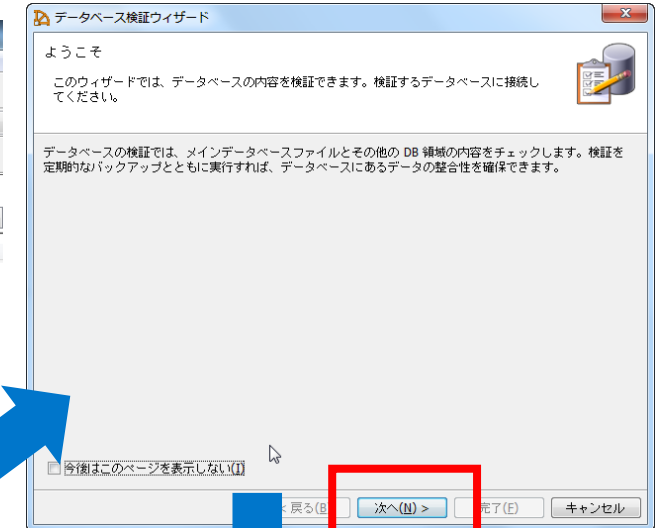 データベース検証ウィザード
ようこそ
このウィザードでは、データベースの内容を検証できます。検証するデータベースに接続し
てください。
データベースの検証では、メインデータベースファイルとその他の DB 領域の内容をチェックします。検証を
定期的なバックアップとともに実行すれば、データベースにあるデータの整合性を確保できます。
今後はこのページを表示しない(I)
< 戻る(B 次へ(N) > 完了(F) キャンセル